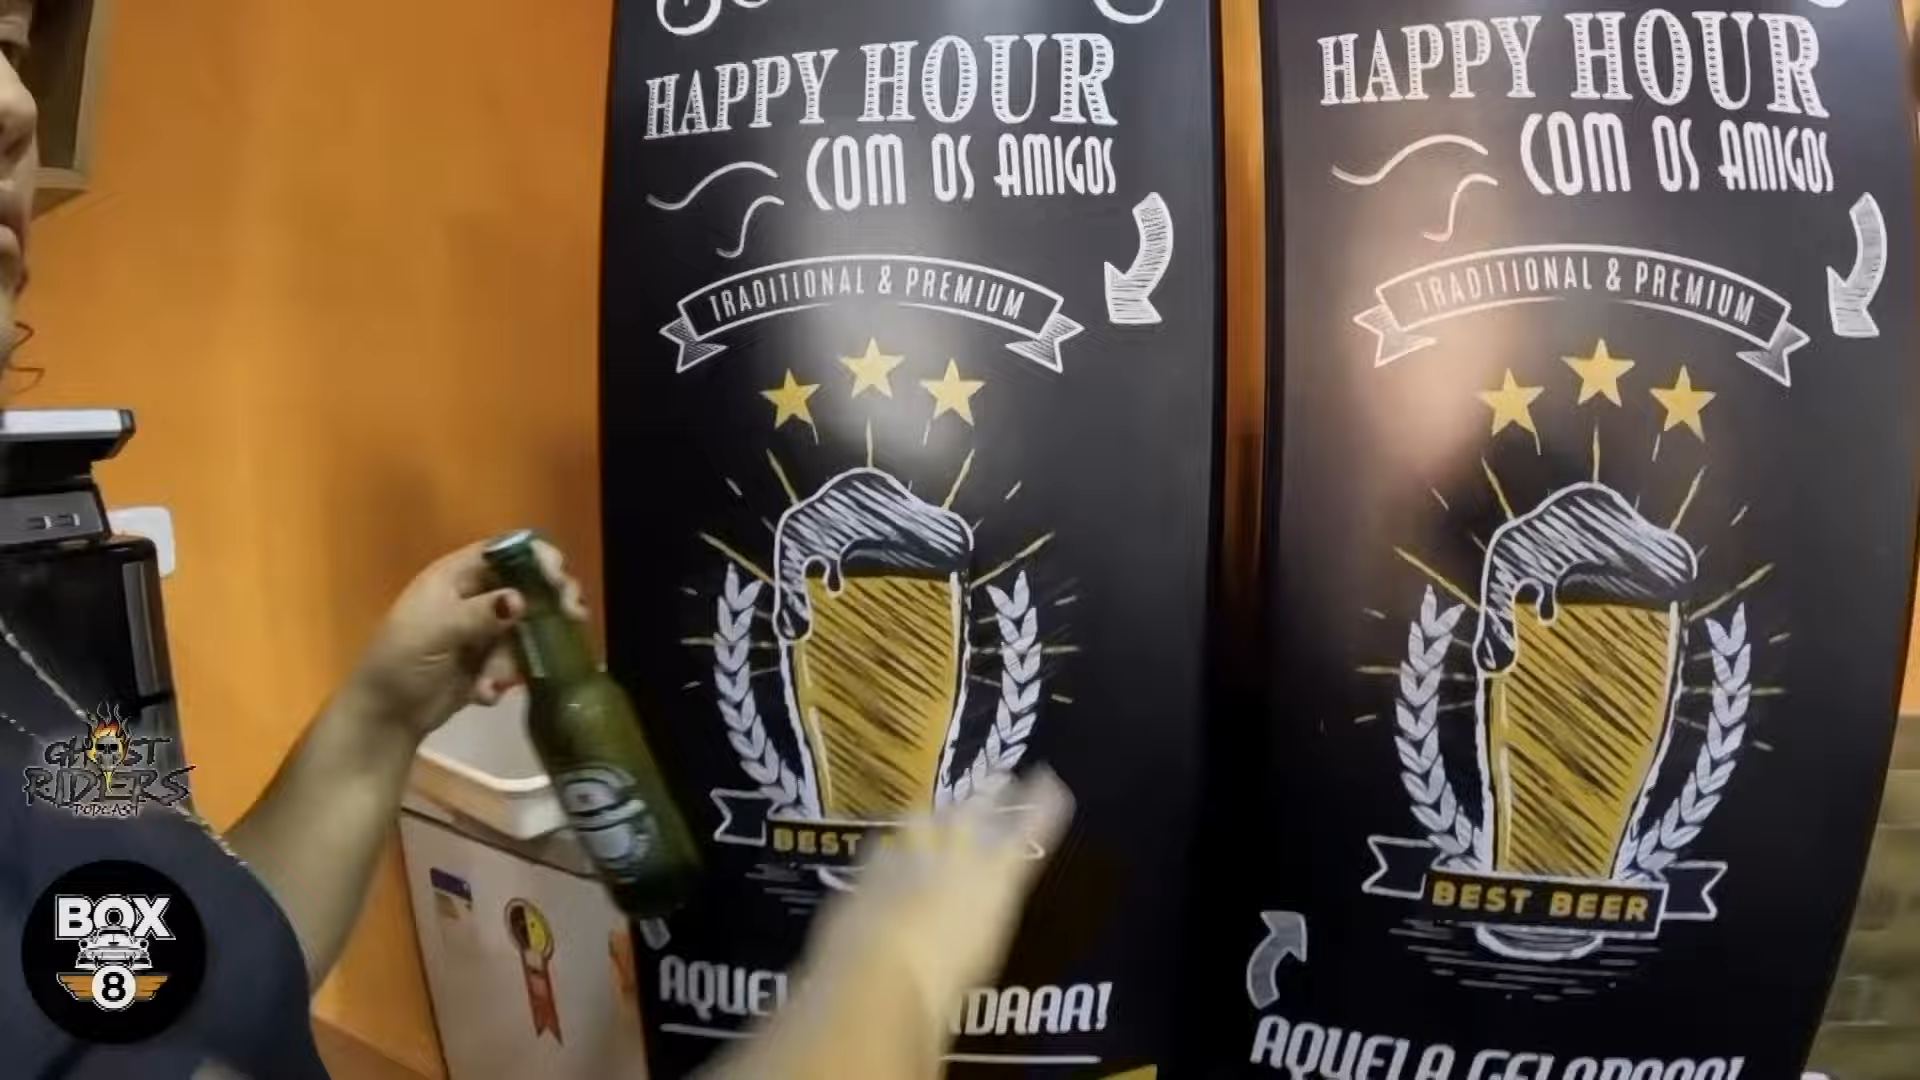 HAPPY HOUR
COM OS AMIGOS
TRADITIONAL & PREMIUM
BEST
HAPPY HOUR
COM OS AMIGOS
TRADITIONAL & PREMIUM
BEST BEER
AQUELA GELADAAA!
GHOST
RIDERS
PODCAST
BOX
8